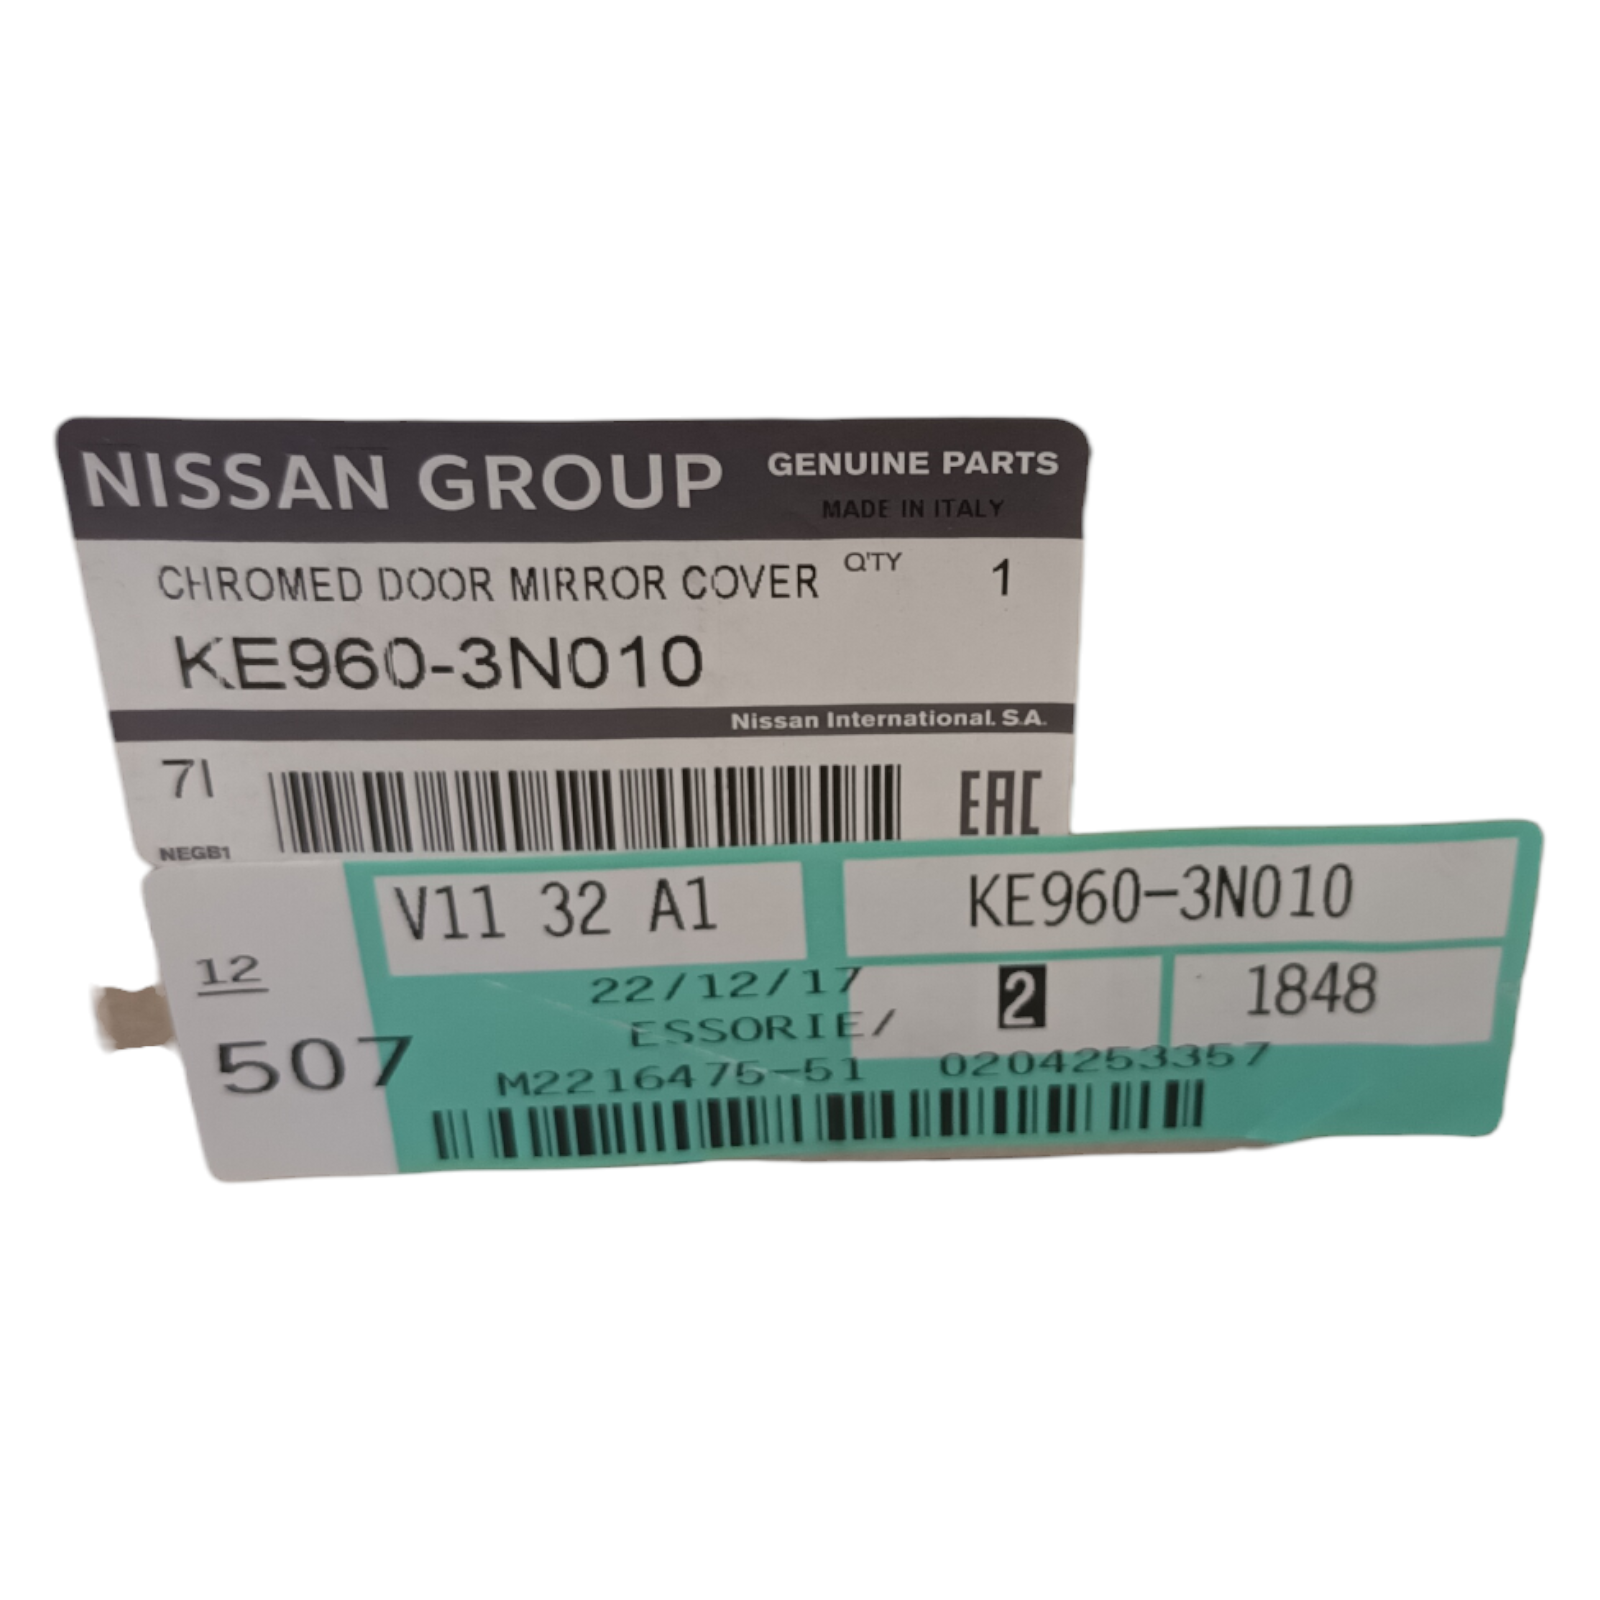 NISSAN GROUP GENUINE PARTS
MADE IN ITALY
CHROMED DOOR MIRROR COVER Q'TY 1
KE960-3N010
Nissan International. S.A.
7I
EAC
NEGB1
V11 32 A1 KE960-3N010
12 22/12/17 2 1848
ESSORIE/
507 M2216475-51 0204253357